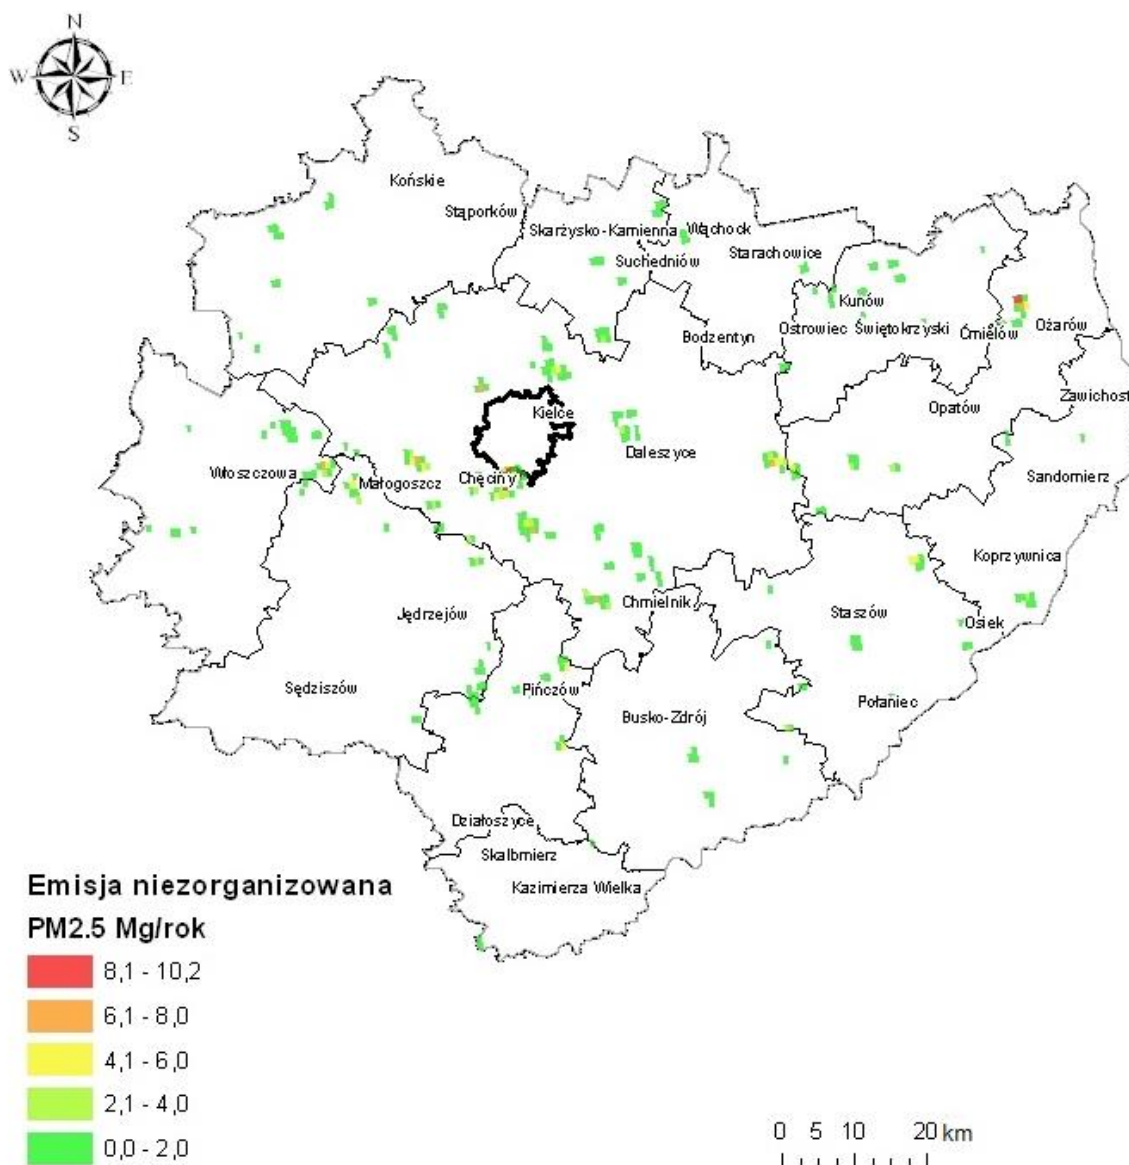 N
W E
S
Końskie
Stąporków
Skarżysko-Kamienna Wąchock
Starachowice
Suchedniów
Kunów
Ostrowiec Świętokrzyski
Ćmielów
Ożarów
Bodzentyn
Zawichost
Opatów
Kielce
Daleszyce
Włoszczowa
Małogoszcz
Chęciny
Sandomierz
Koprzywnica
Chmielnik
Jędrzejów
Staszów
Osiek
Sędziszów
Pińczów
Połaniec
Busko-Zdrój
Działoszyce
Skalbmierz
Kazimierza Wielka
Emisja niezorganizowana
PM2.5 Mg/rok
8,1 - 10,2
6,1 - 8,0
4,1 - 6,0
2,1 - 4,0
0,0 - 2,0
0 5 10 20 km